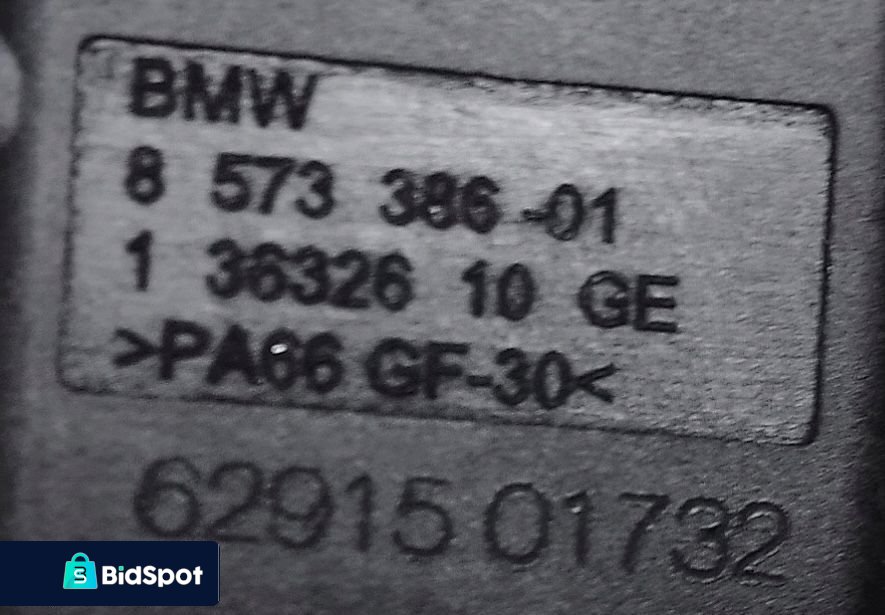 BMW
8 573 386-01
1 36326 10 GE
>PA66 GF-30<
62915 01732
BidSpot